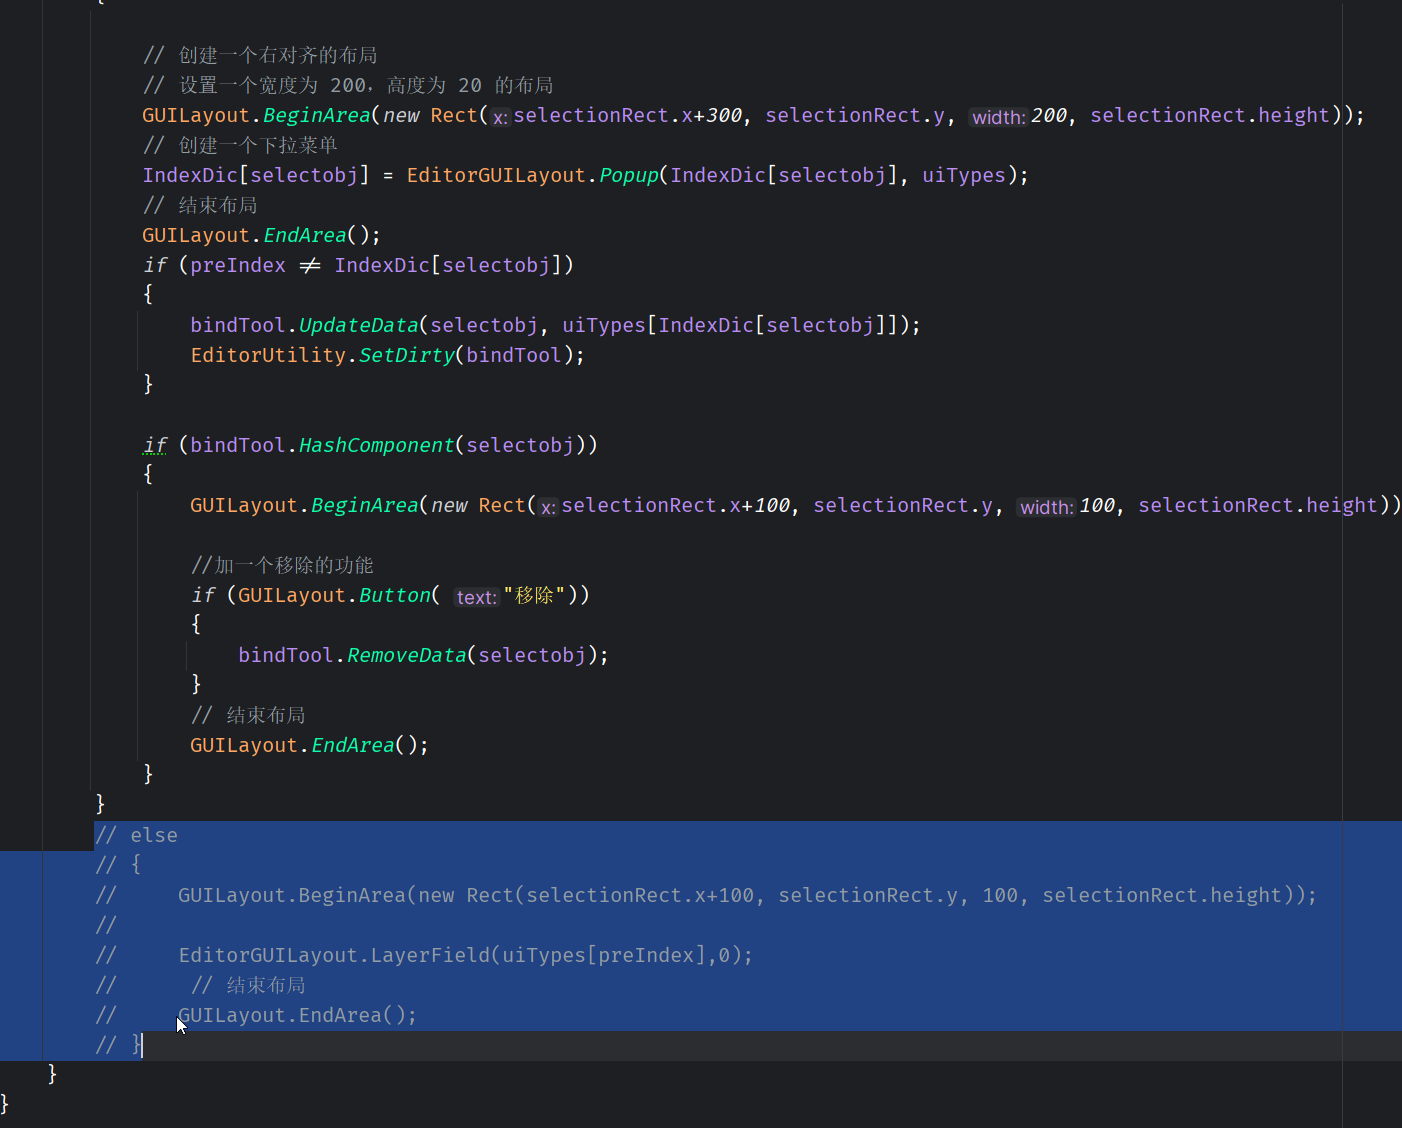 {
// 创建一个右对齐的布局
// 设置一个宽度为 200，高度为 20 的布局
GUILayout.BeginArea(new Rect(x:selectionRect.x+300, selectionRect.y, width:200, selectionRect.height));
// 创建一个下拉菜单
IndexDic[selectobj] = EditorGUILayout.Popup(IndexDic[selectobj], uiTypes);
// 结束布局
GUILayout.EndArea();
if (preIndex ≠ IndexDic[selectobj])
{
bindTool.UpdateData(selectobj, uiTypes[IndexDic[selectobj]]);
EditorUtility.SetDirty(bindTool);
}
if (bindTool.HashComponent(selectobj))
{
GUILayout.BeginArea(new Rect(x:selectionRect.x+100, selectionRect.y, width:100, selectionRect.height))
//加一个移除的功能
if (GUILayout.Button( text:"移除"))
{
bindTool.RemoveData(selectobj);
}
// 结束布局
GUILayout.EndArea();
}
}
// else
// {
//     GUILayout.BeginArea(new Rect(selectionRect.x+100, selectionRect.y, 100, selectionRect.height));
//
//     EditorGUILayout.LayerField(uiTypes[preIndex],0);
//      // 结束布局
//     GUILayout.EndArea();
// }
}
}